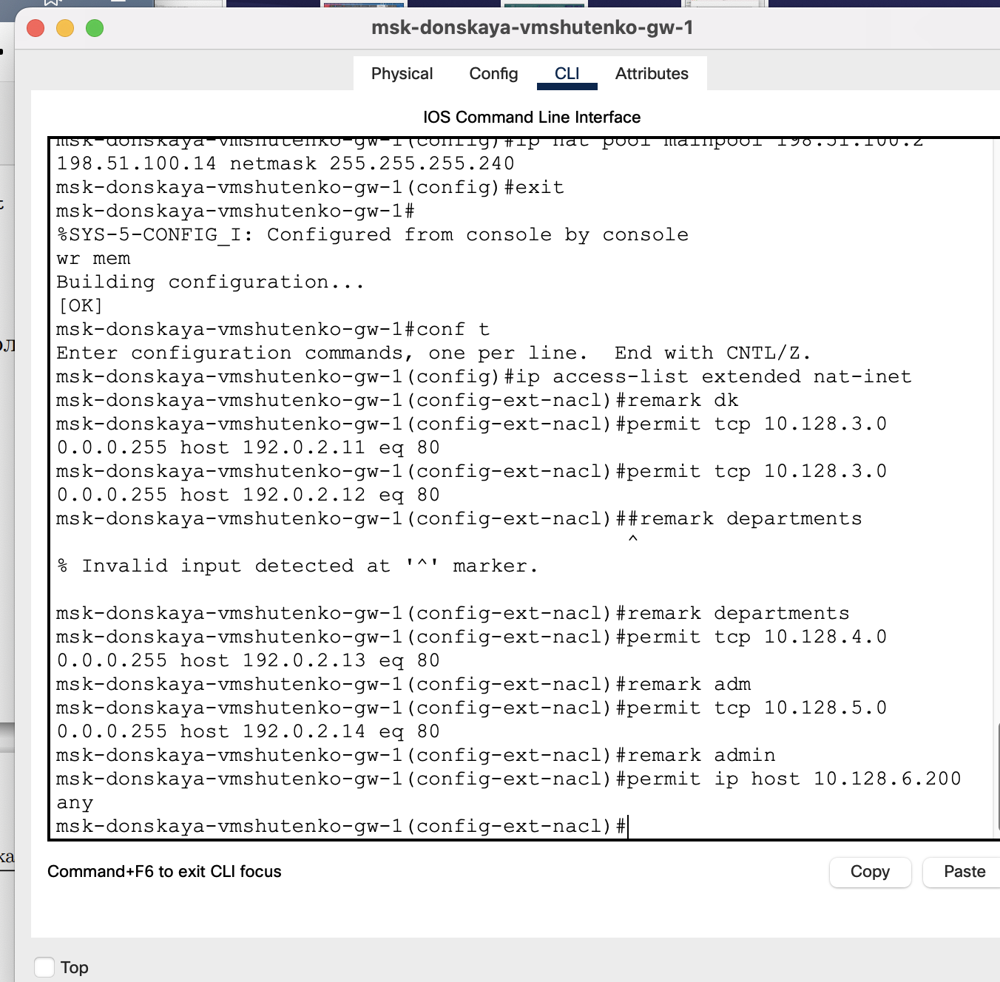 msk-donskaya-vmshutenko-gw-1
Physical Config CLI Attributes
IOS Command Line Interface
msk-donskaya-vmshutenko-gw-1(config)#ip nat pool mainpool 198.51.100.2
198.51.100.14 netmask 255.255.255.240
msk-donskaya-vmshutenko-gw-1(config)#exit
msk-donskaya-vmshutenko-gw-1#
%SYS-5-CONFIG_I: Configured from console by console
wr mem
Building configuration...
[OK]
msk-donskaya-vmshutenko-gw-1#conf t
Enter configuration commands, one per line.  End with CNTL/Z.
msk-donskaya-vmshutenko-gw-1(config)#ip access-list extended nat-inet
msk-donskaya-vmshutenko-gw-1(config-ext-nacl)#remark dk
msk-donskaya-vmshutenko-gw-1(config-ext-nacl)#permit tcp 10.128.3.0
0.0.0.255 host 192.0.2.11 eq 80
msk-donskaya-vmshutenko-gw-1(config-ext-nacl)#permit tcp 10.128.3.0
0.0.0.255 host 192.0.2.12 eq 80
msk-donskaya-vmshutenko-gw-1(config-ext-nacl)##remark departments
^
% Invalid input detected at '^' marker.
msk-donskaya-vmshutenko-gw-1(config-ext-nacl)#remark departments
msk-donskaya-vmshutenko-gw-1(config-ext-nacl)#permit tcp 10.128.4.0
0.0.0.255 host 192.0.2.13 eq 80
msk-donskaya-vmshutenko-gw-1(config-ext-nacl)#remark adm
msk-donskaya-vmshutenko-gw-1(config-ext-nacl)#permit tcp 10.128.5.0
0.0.0.255 host 192.0.2.14 eq 80
msk-donskaya-vmshutenko-gw-1(config-ext-nacl)#remark admin
msk-donskaya-vmshutenko-gw-1(config-ext-nacl)#permit ip host 10.128.6.200
any
msk-donskaya-vmshutenko-gw-1(config-ext-nacl)#
Command+F6 to exit CLI focus
Copy Paste
Top